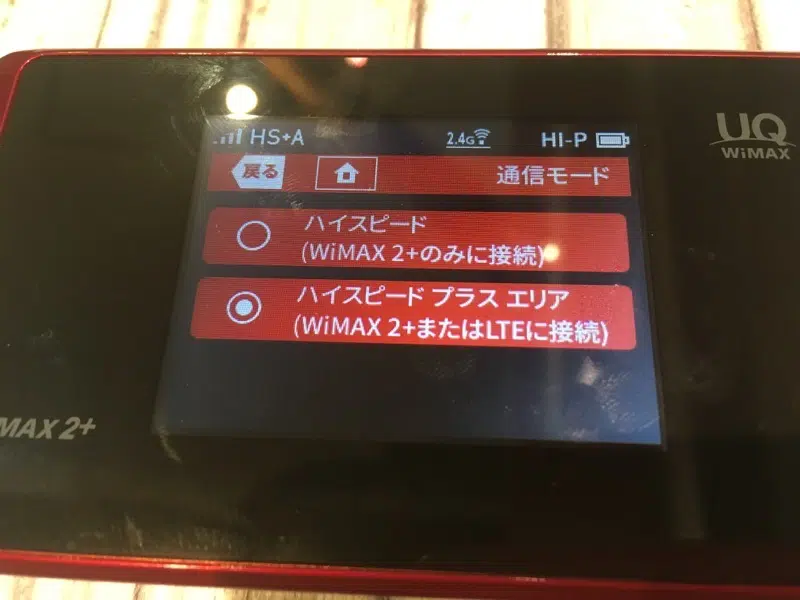 HS+A 2.4G HI-P
UQ
WiMAX
戻る 通信モード
ハイスピード
(WiMAX 2+のみに接続)
ハイスピード プラス エリア
(WiMAX 2+またはLTEに接続)
MAX 2+